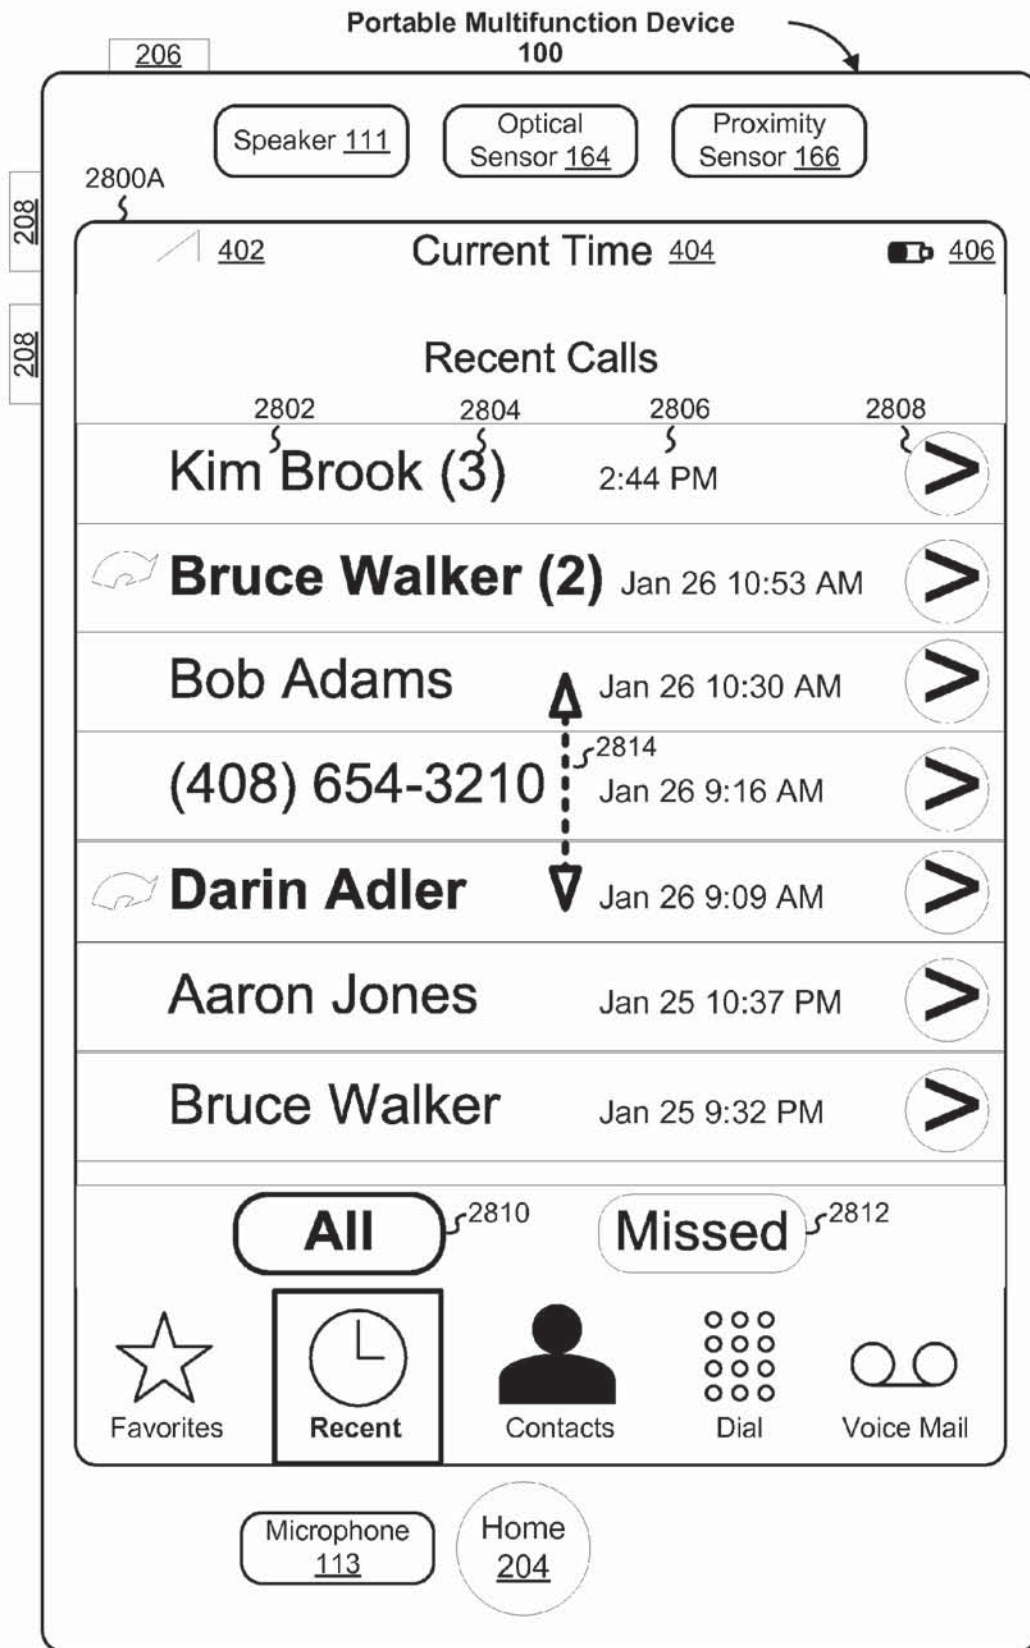 Portable Multifunction Device
100
206
Speaker 111
Optical
Sensor 164
Proximity
Sensor 166
2800A
208
208
402 Current Time 404 406
Recent Calls
2802 2804 2806 2808
Kim Brook (3) 2:44 PM >
Bruce Walker (2) Jan 26 10:53 AM >
Bob Adams Jan 26 10:30 AM >
2814
(408) 654-3210 Jan 26 9:16 AM >
Darin Adler Jan 26 9:09 AM >
Aaron Jones Jan 25 10:37 PM >
Bruce Walker Jan 25 9:32 PM >
All 2810 Missed 2812
Favorites Recent Contacts Dial Voice Mail
Microphone
113
Home
204